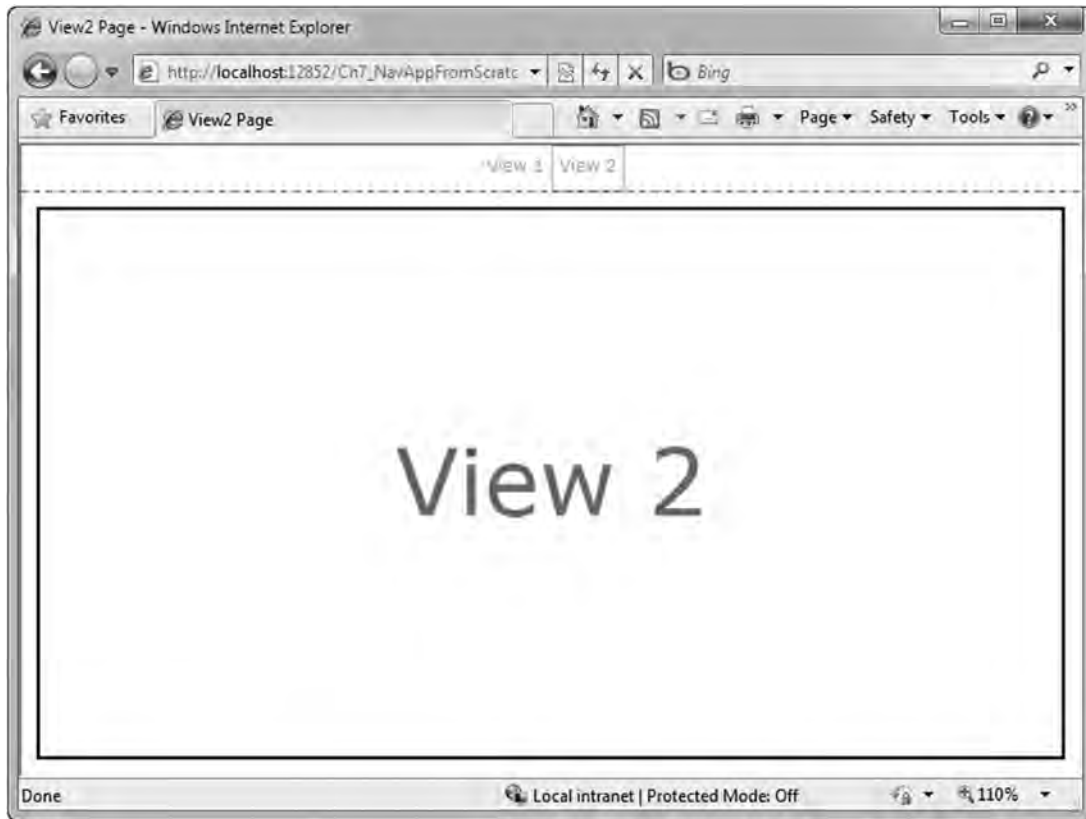 View2 Page - Windows Internet Explorer
http://localhost:12852/Ch7_NavAppFromScratc
Bing
Favorites
View2 Page
Page
Safety
Tools
View 1
View 2
View 2
Done
Local intranet | Protected Mode: Off
110%